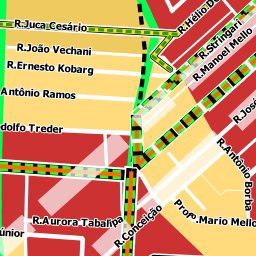 R.Juca Cesário
R.Hélio D
R.João Vechani
R.Stringari
R.Manoel Mello
R.Ernesto Kobarg
Antônio Ramos
R.José
dolfo Treder
R.Antônio Borba
R.Aurora Tabalipa
R.Conceição
Prof.Mario Mello
únior